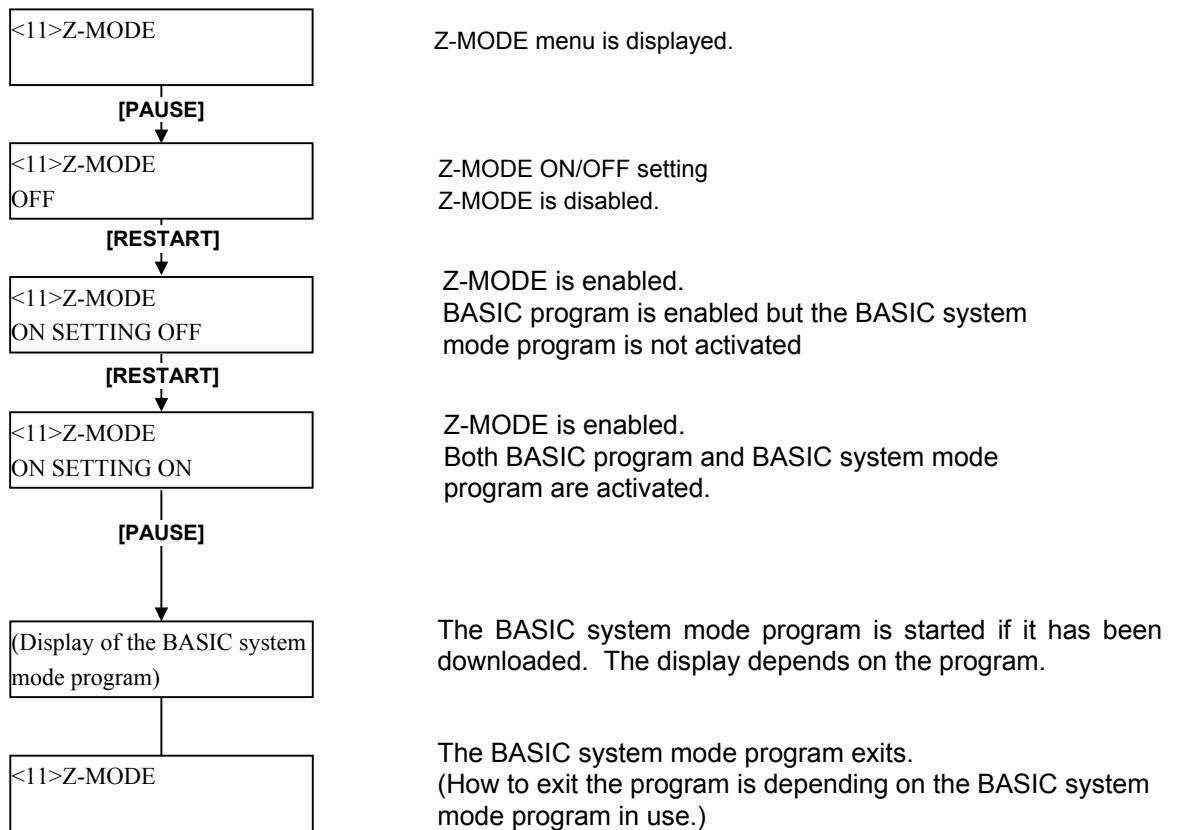 <11>Z-MODE
Z-MODE menu is displayed.
[PAUSE]
<11>Z-MODE
OFF
Z-MODE ON/OFF setting
Z-MODE is disabled.
[RESTART]
<11>Z-MODE
ON SETTING OFF
Z-MODE is enabled.
BASIC program is enabled but the BASIC system
mode program is not activated
[RESTART]
<11>Z-MODE
ON SETTING ON
Z-MODE is enabled.
Both BASIC program and BASIC system mode
program are activated.
[PAUSE]
(Display of the BASIC system
mode program)
The BASIC system mode program is started if it has been
downloaded.  The display depends on the program.
<11>Z-MODE
The BASIC system mode program exits.
(How to exit the program is depending on the BASIC system
mode program in use.)